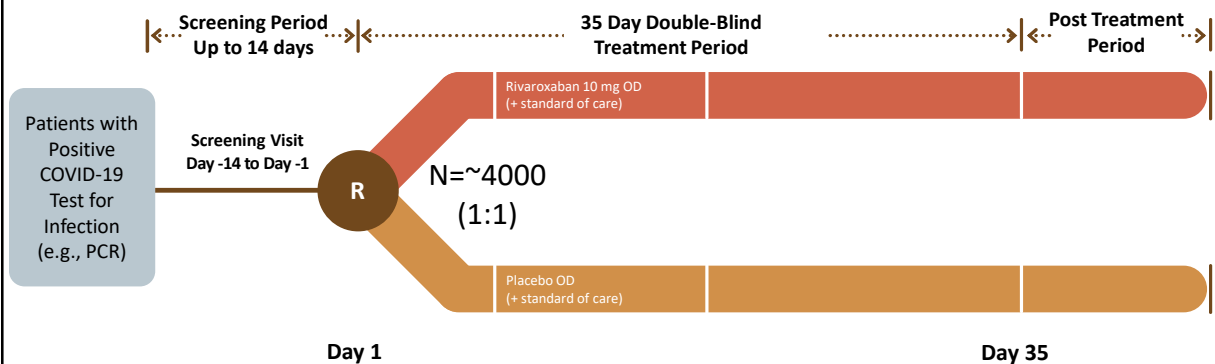 Screening Period
Up to 14 days
35 Day Double-Blind
Treatment Period
Post Treatment
Period
Patients with
Positive
COVID-19
Test for
Infection
(e.g., PCR)
Screening Visit
Day -14 to Day -1
R
Rivaroxaban 10 mg OD
(+ standard of care)
N=~4000
(1:1)
Placebo OD
(+ standard of care)
Day 1
Day 35